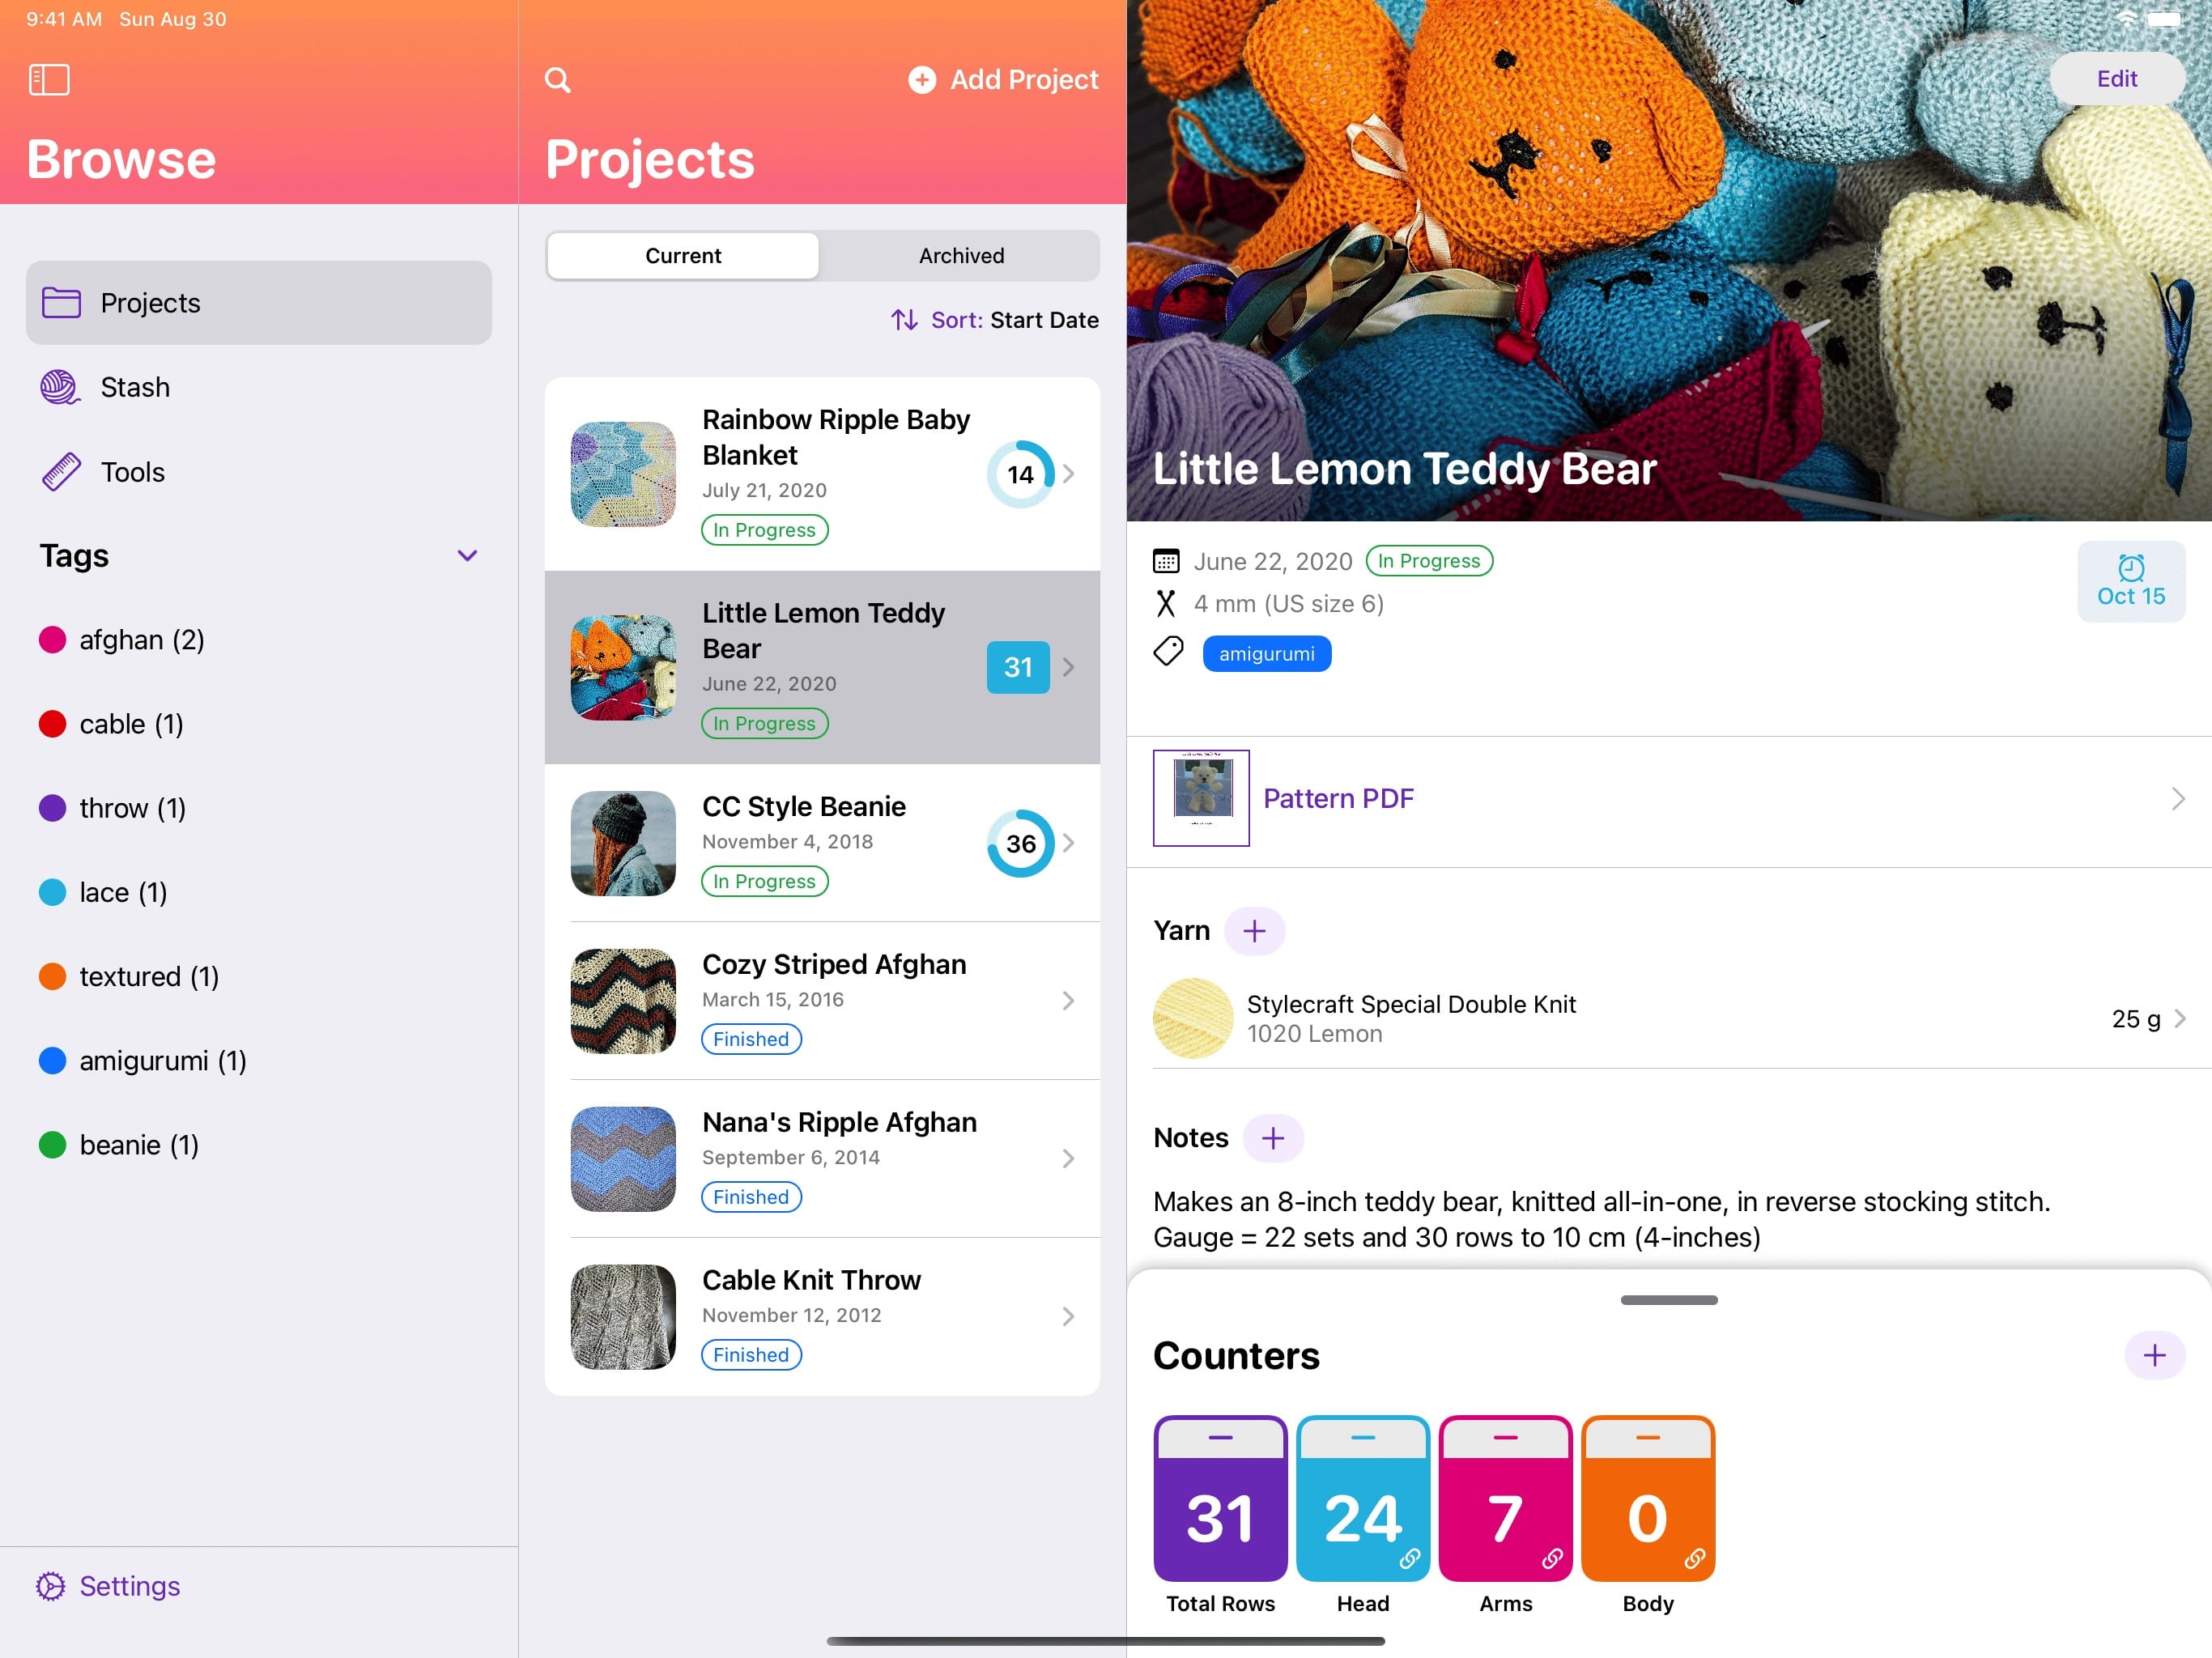 9:41 AM Sun Aug 30
Browse
Projects
Stash
Tools
Tags
afghan (2)
cable (1)
throw (1)
lace (1)
textured (1)
amigurumi (1)
beanie (1)
Settings
Add Project
Projects
Current
Archived
Sort: Start Date
Rainbow Ripple Baby
Blanket
July 21, 2020
In Progress
14
Little Lemon Teddy
Bear
June 22, 2020
In Progress
31
CC Style Beanie
November 4, 2018
In Progress
36
Cozy Striped Afghan
March 15, 2016
Finished
Nana's Ripple Afghan
September 6, 2014
Finished
Cable Knit Throw
November 12, 2012
Finished
Edit
Little Lemon Teddy Bear
June 22, 2020 In Progress
4 mm (US size 6)
amigurumi
Oct 15
Pattern PDF
Yarn
Stylecraft Special Double Knit
1020 Lemon
25 g
Notes
Makes an 8-inch teddy bear, knitted all-in-one, in reverse stocking stitch.
Gauge = 22 sets and 30 rows to 10 cm (4-inches)
Counters
31
24
7
0
Total Rows
Head
Arms
Body